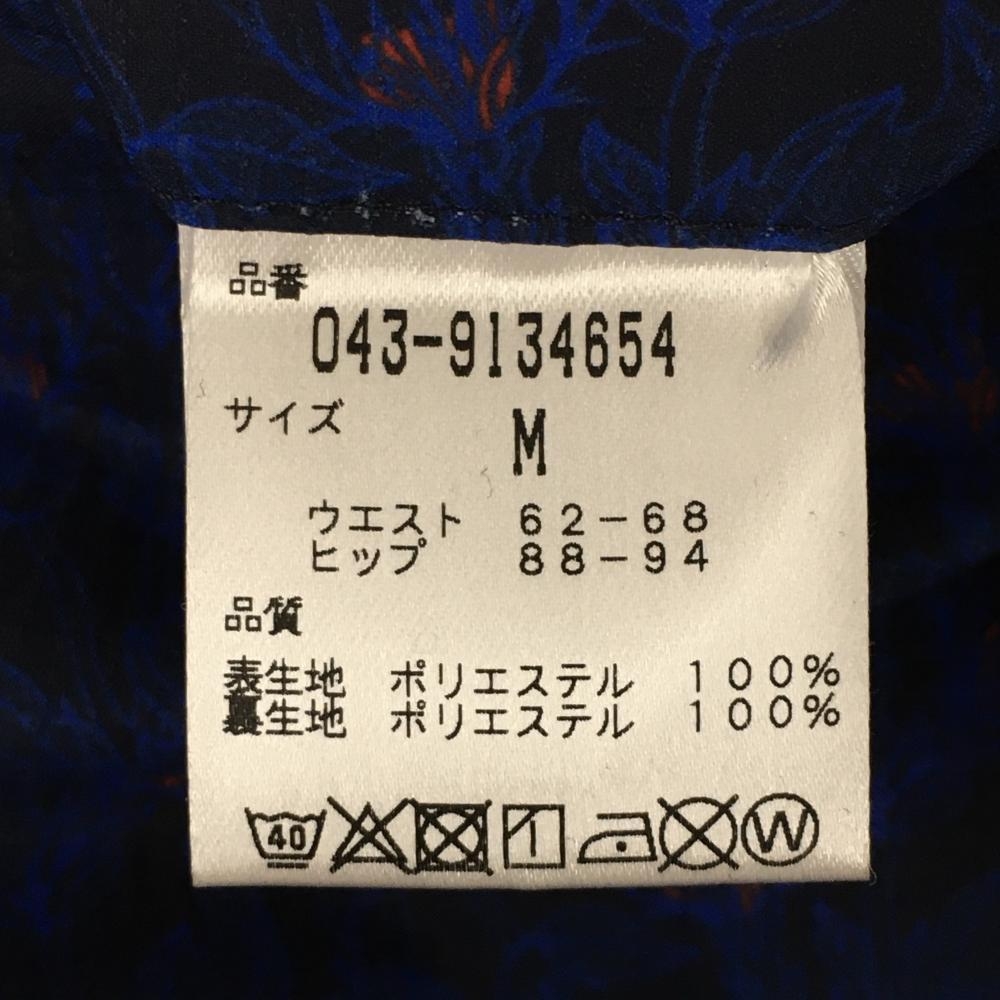 品番
043-9134654
サイズ
M
ウエスト 62-68
ヒップ 88-94
品質
表生地 ポリエステル 100%
裏生地 ポリエステル 100%
40 W